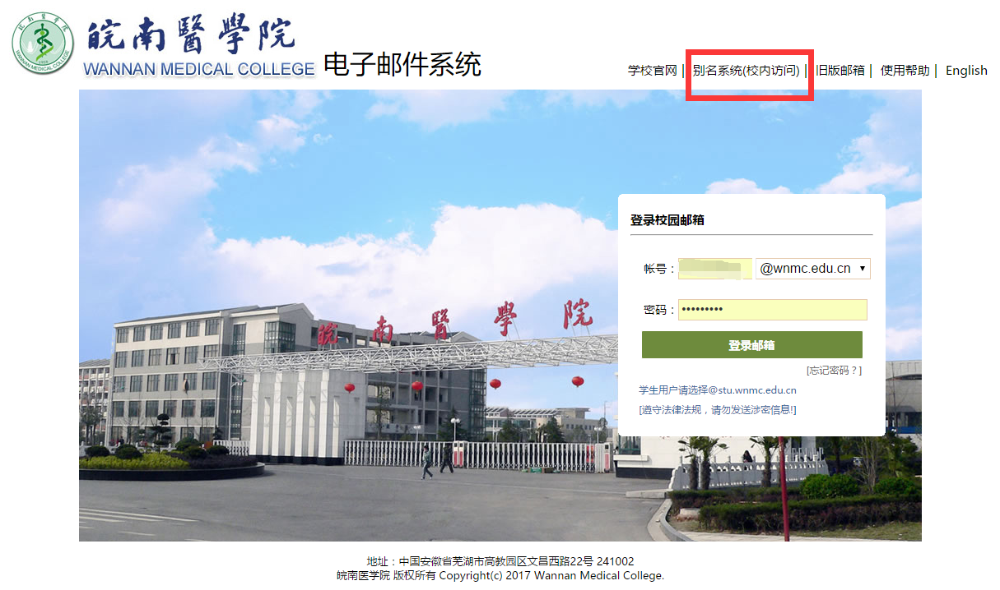 皖南醫學院
WANNAN MEDICAL COLLEGE
电子邮件系统
学校官网 | 别名系统(校内访问) | 旧版邮箱 | 使用帮助 | English
皖南醫學院
登录校园邮箱
帐号：
@wnmc.edu.cn
密码：•••••••••
登录邮箱
[忘记密码？]
学生用户请选择@stu.wnmc.edu.cn
[遵守法律法规，请勿发送涉密信息!]
地址：中国安徽省芜湖市高教园区文昌西路22号 241002
皖南医学院 版权所有 Copyright(c) 2017 Wannan Medical College.